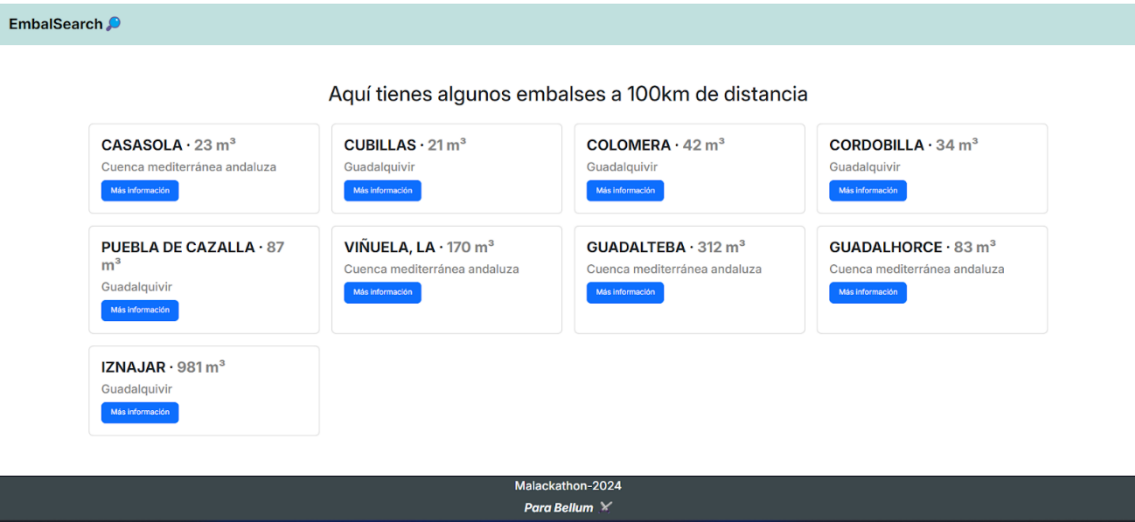 EmbalSearch
Aquí tienes algunos embalses a 100km de distancia
CASASOLA · 23 m³
Cuenca mediterránea andaluza
Más información
CUBILLAS · 21 m³
Guadalquivir
Más información
COLOMERA · 42 m³
Guadalquivir
Más información
CORDOBILLA · 34 m³
Guadalquivir
Más información
PUEBLA DE CAZALLA · 87
m³
Guadalquivir
Más información
VIÑUELA, LA · 170 m³
Cuenca mediterránea andaluza
Más información
GUADALTEBA · 312 m³
Cuenca mediterránea andaluza
Más información
GUADALHORCE · 83 m³
Cuenca mediterránea andaluza
Más información
IZNAJAR · 981 m³
Guadalquivir
Más información
Malackathon-2024
Para Bellum